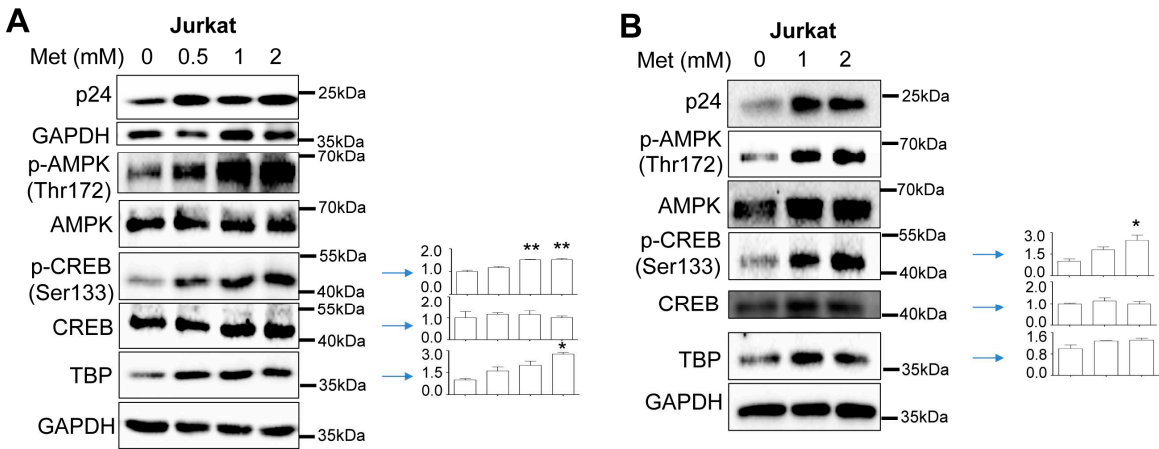 A
Jurkat
Met (mM) 0 0.5 1 2
p24
25kDa
GAPDH
35kDa
p-AMPK
(Thr172)
70kDa
AMPK
70kDa
p-CREB
(Ser133)
55kDa
40kDa
2.0
1.0
0.0
** **
CREB
55kDa
40kDa
2.0
1.0
0.0
TBP
35kDa
3.0
1.5
0.0
*
GAPDH
35kDa
B
Jurkat
Met (mM) 0 1 2
p24
25kDa
p-AMPK
(Thr172)
70kDa
AMPK
70kDa
p-CREB
(Ser133)
55kDa
40kDa
3.0
1.5
0.0
*
CREB
40kDa
2.0
1.0
0.0
TBP
35kDa
1.6
0.8
0.0
GAPDH
35kDa